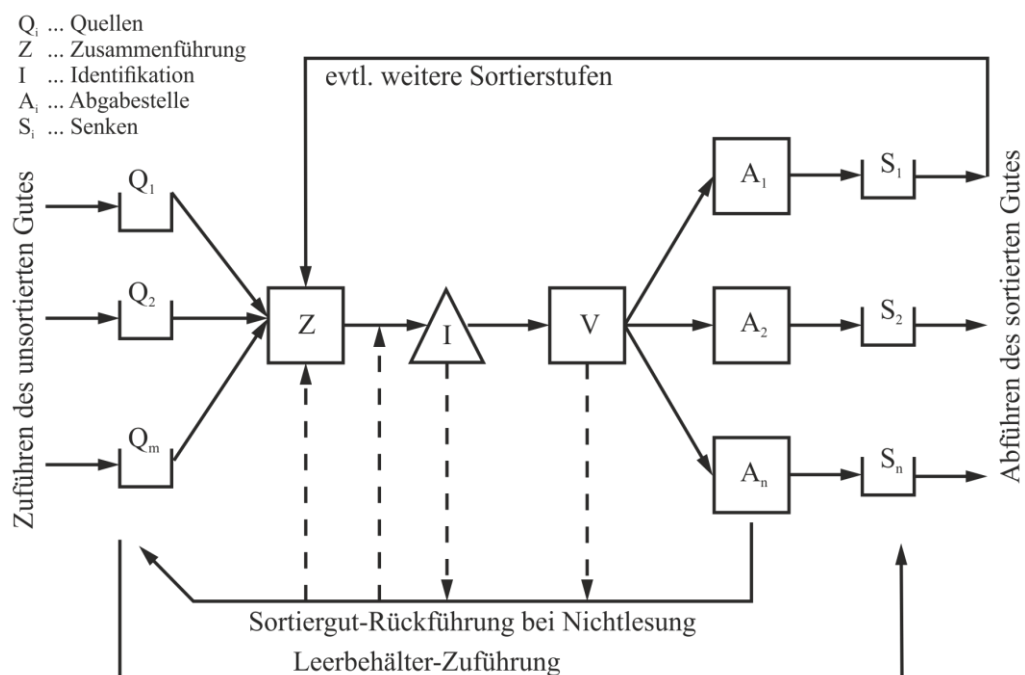 Qi ... Quellen
Z ... Zusammenführung
I ... Identifikation
Ai ... Abgabestelle
Si ... Senken
evtl. weitere Sortierstufen
Zuführen des unsortierten Gutes
Q1
Q2
Qm
Z
I
V
A1
A2
An
S1
S2
Sn
Abführen des sortierten Gutes
Sortiergut-Rückführung bei Nichtlesung
Leerbehälter-Zuführung